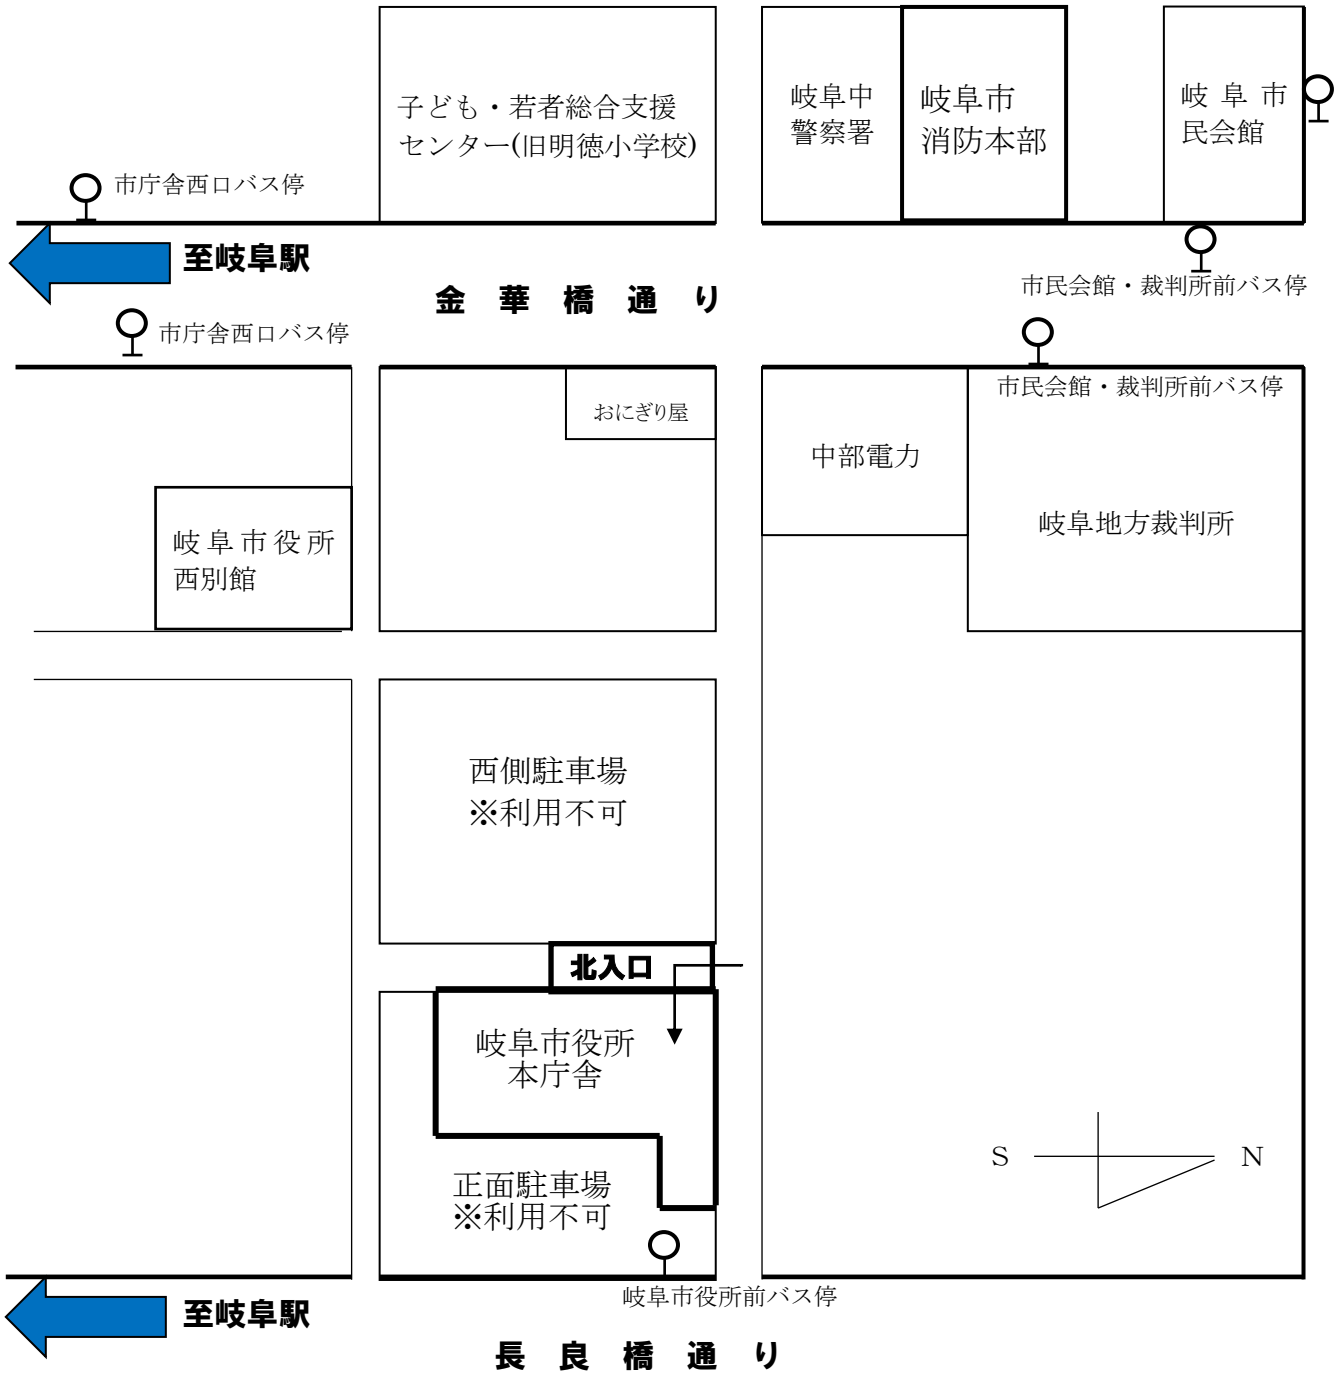 子ども・若者総合支援
センター(旧明徳小学校)
岐阜中
警察署
岐阜市
消防本部
岐阜市
民会館
市庁舎西口バス停
至岐阜駅
金華橋通り
市民会館・裁判所前バス停
市庁舎西口バス停
市民会館・裁判所前バス停
おにぎり屋
中部電力
岐阜地方裁判所
岐阜市役所
西別館
西側駐車場
※利用不可
北入口
岐阜市役所
本庁舎
S
N
正面駐車場
※利用不可
岐阜市役所前バス停
至岐阜駅
長良橋通り